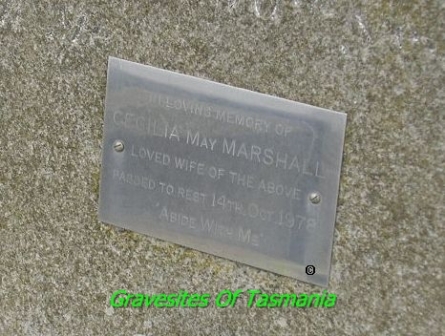 IN LOVING MEMORY OF
CECILIA MAY MARSHALL
LOVED WIFE OF THE ABOVE
PASSED TO REST 14TH OCT 1978
"ABIDE WITH ME"
©
Gravesites Of Tasmania